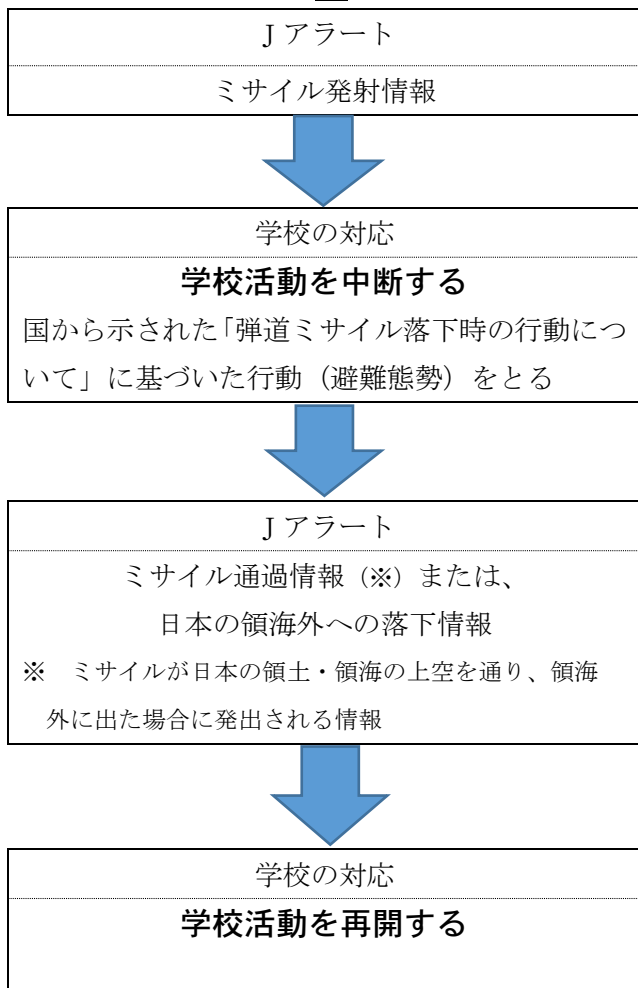 Jアラート
ミサイル発射情報
学校の対応
学校活動を中断する
国から示された「弾道ミサイル落下時の行動につ
いて」に基づいた行動（避難態勢）をとる
Jアラート
ミサイル通過情報（※）または、
日本の領海外への落下情報
※　ミサイルが日本の領土・領海の上空を通り、領海
外に出た場合に発出される情報
学校の対応
学校活動を再開する